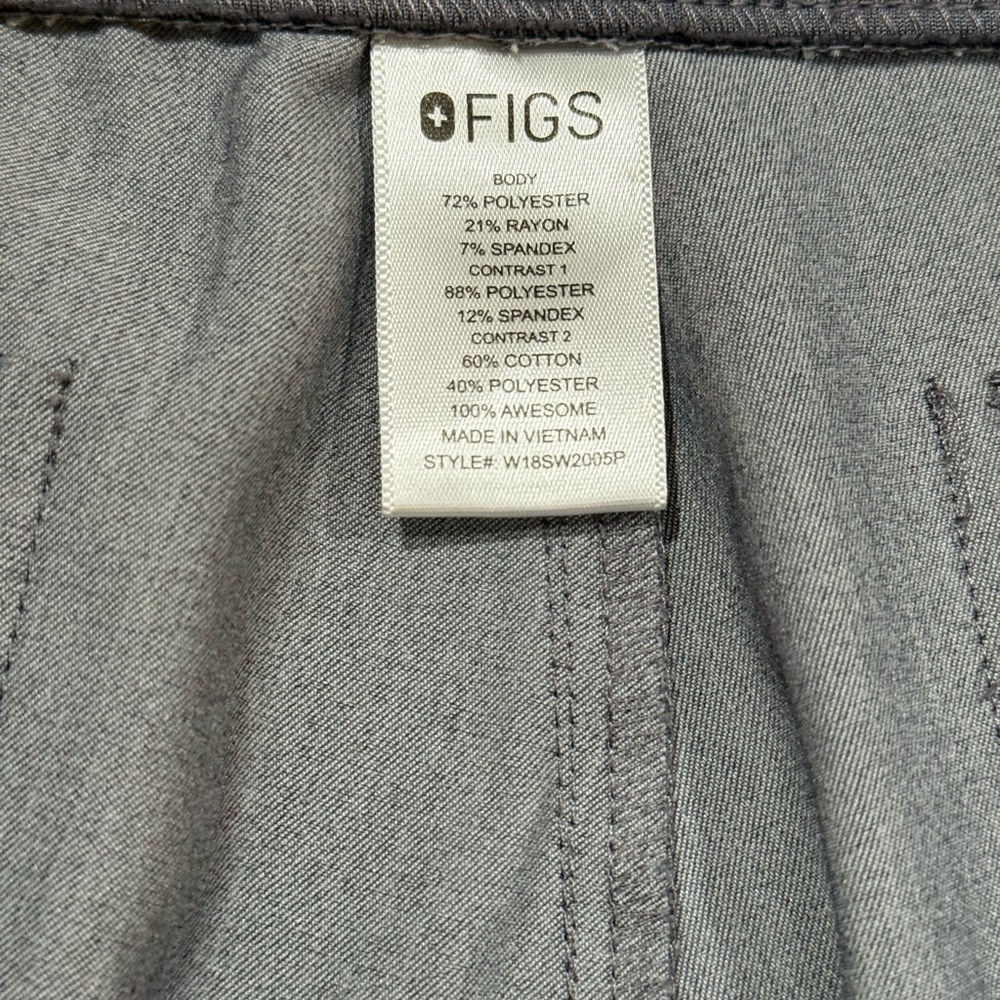 FIGS
BODY
72% POLYESTER
21% RAYON
7% SPANDEX
CONTRAST 1
88% POLYESTER
12% SPANDEX
CONTRAST 2
60% COTTON
40% POLYESTER
100% AWESOME
MADE IN VIETNAM
STYLE#: W18SW2005P